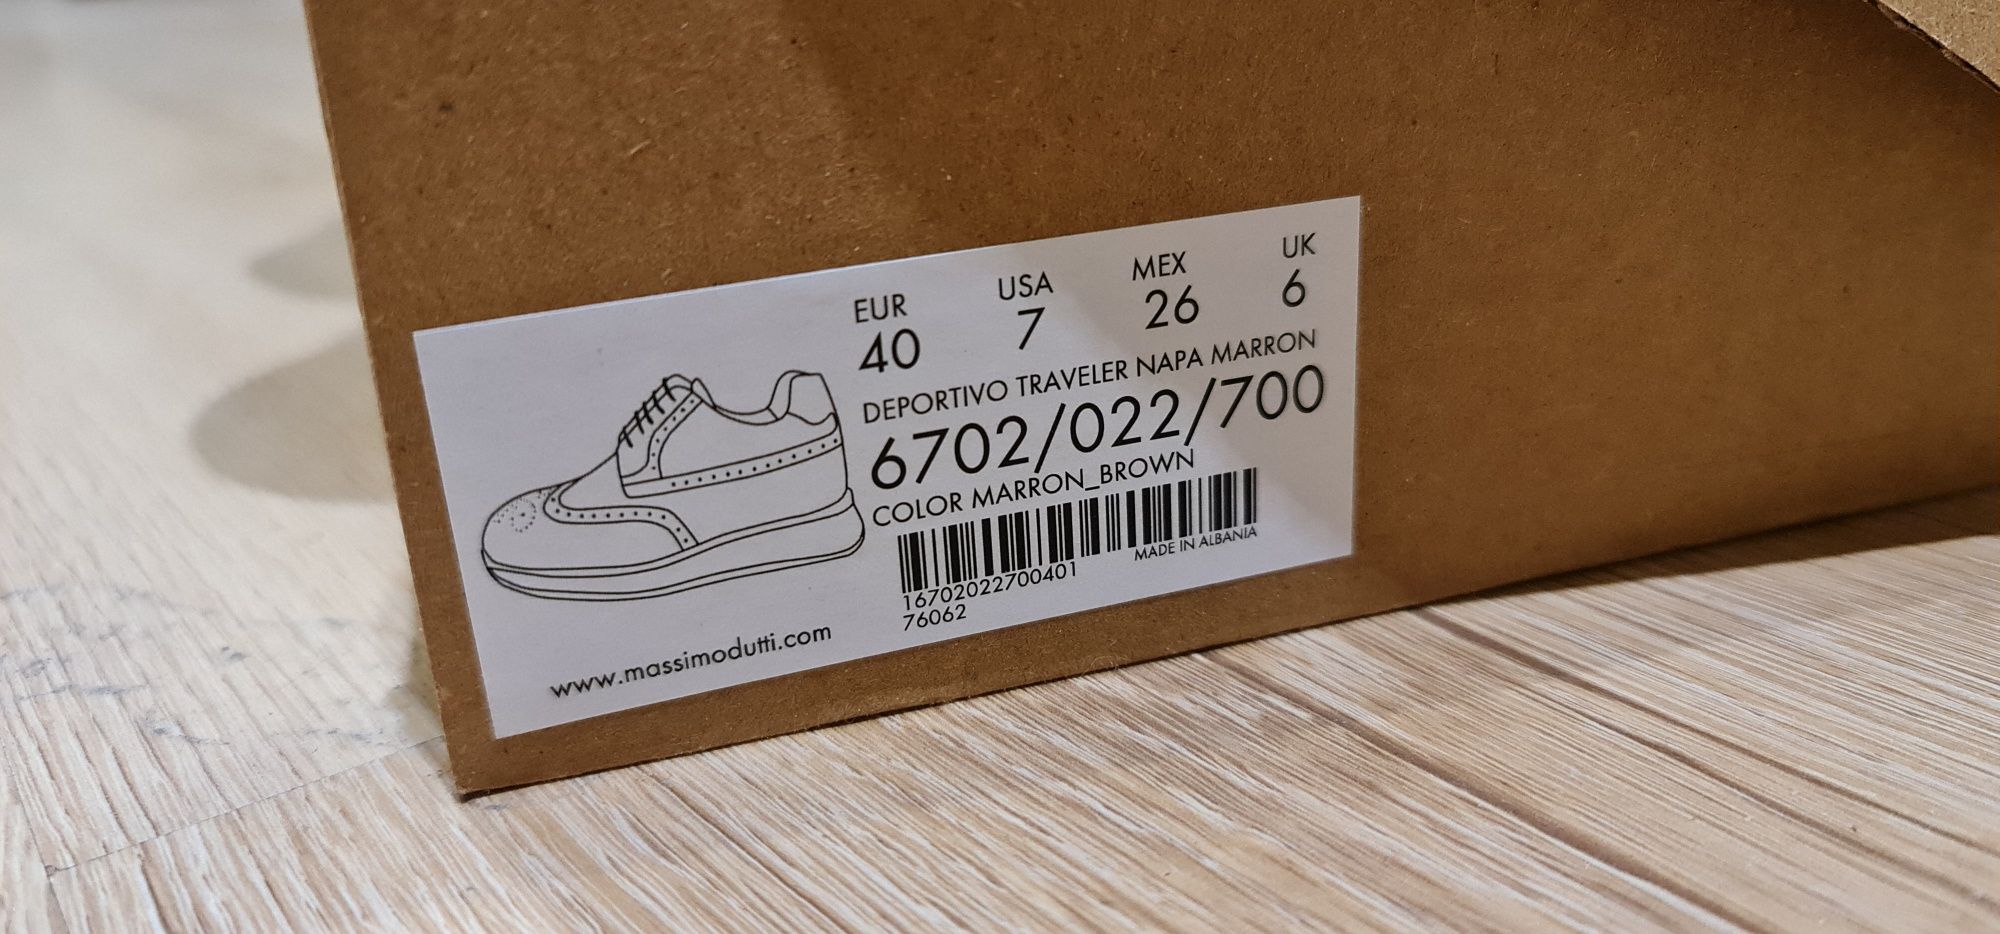 EUR USA MEX UK
40 7 26 6
DEPORTIVO TRAVELER NAPA MARRON
6702/022/700
COLOR MARRON_BROWN
MADE IN ALBANIA
16702022700401
76062
www.massimodutti.com